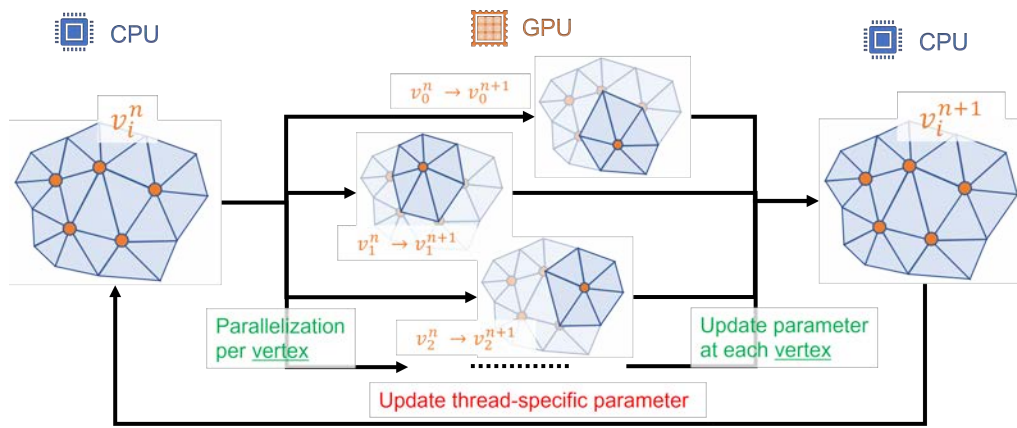 CPU
GPU
CPU
v_i^n
v_0^n → v_0^{n+1}
v_i^{n+1}
v_1^n → v_1^{n+1}
Parallelization
per vertex
v_2^n → v_2^{n+1}
Update parameter
at each vertex
Update thread-specific parameter